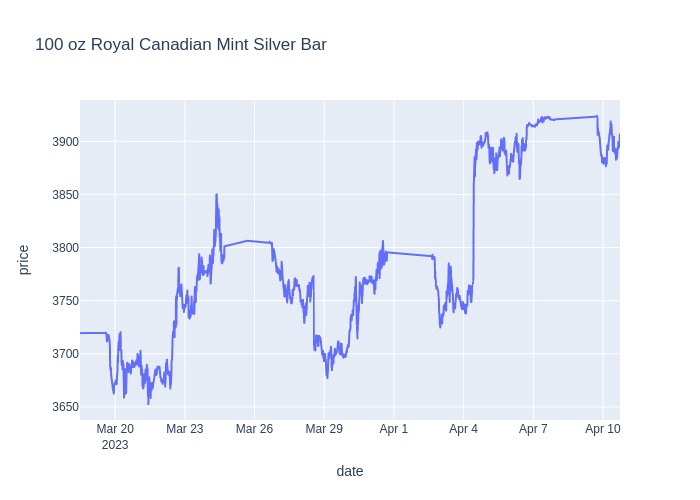 100 oz Royal Canadian Mint Silver Bar
price
3900
3850
3800
3750
3700
3650
Mar 20
2023
Mar 23
Mar 26
Mar 29
Apr 1
Apr 4
Apr 7
Apr 10
date